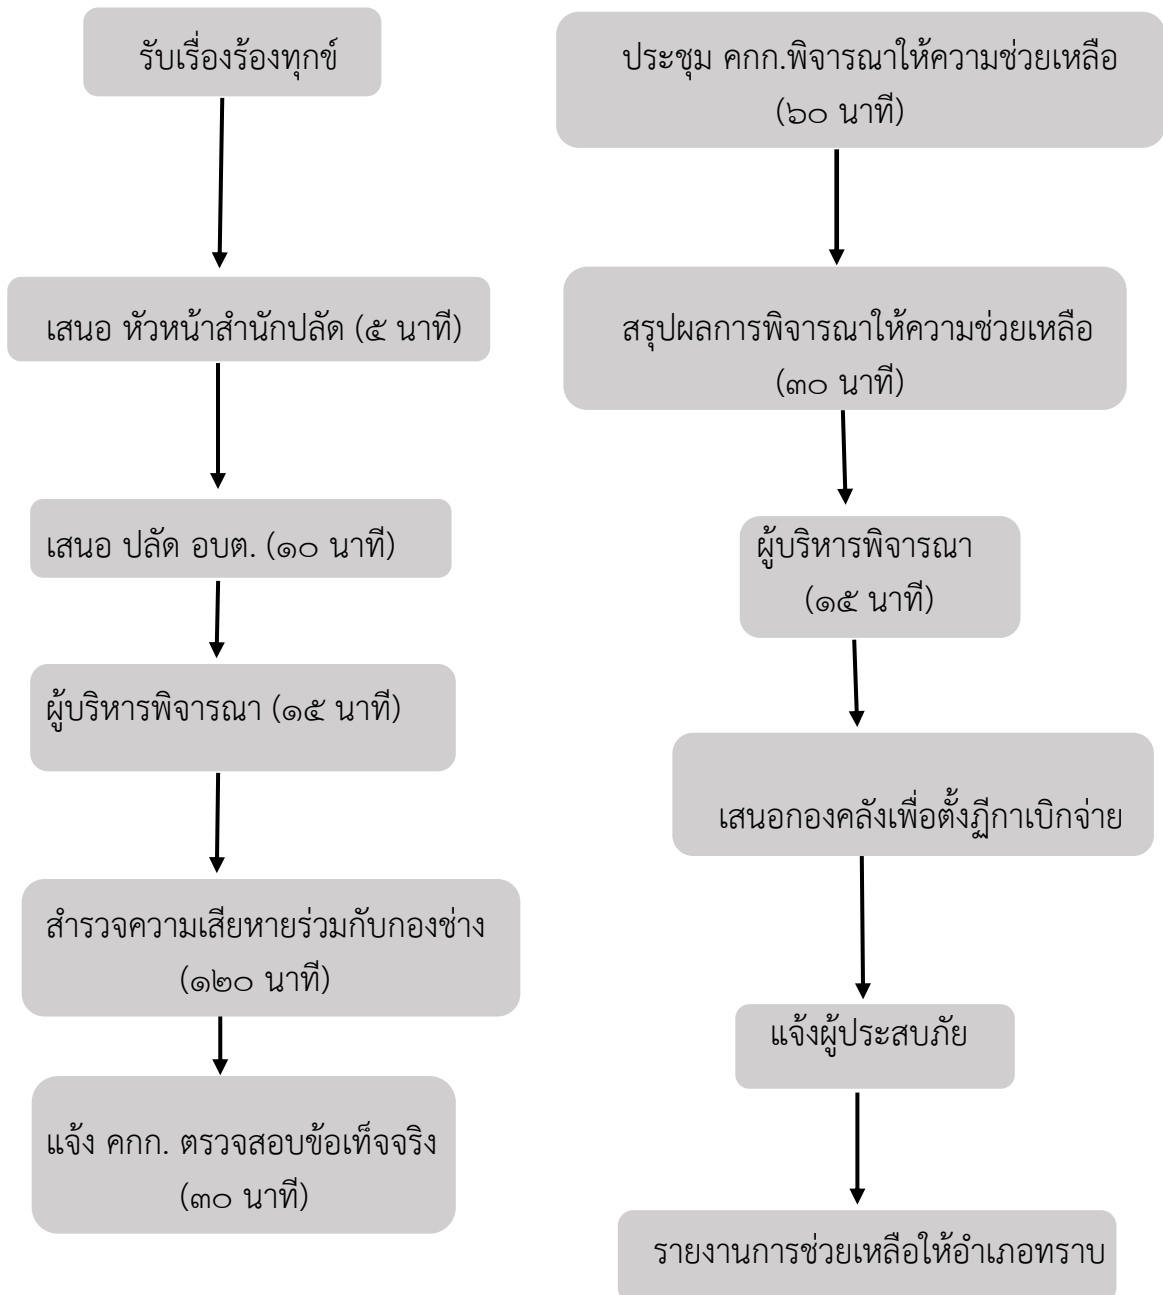 รับเรื่องร้องทุกข์
เสนอ หัวหน้าสำนักปลัด (๕ นาที)
เสนอ ปลัด อบต. (๑๐ นาที)
ผู้บริหารพิจารณา (๑๕ นาที)
สำรวจความเสียหายร่วมกับกองช่าง
(๑๒๐ นาที)
แจ้ง คกก. ตรวจสอบข้อเท็จจริง
(๓๐ นาที)
ประชุม คกก.พิจารณาให้ความช่วยเหลือ
(๖๐ นาที)
สรุปผลการพิจารณาให้ความช่วยเหลือ
(๓๐ นาที)
ผู้บริหารพิจารณา
(๑๕ นาที)
เสนอกองคลังเพื่อตั้งฏีกาเบิกจ่าย
แจ้งผู้ประสบภัย
รายงานการช่วยเหลือให้อำเภอทราบ